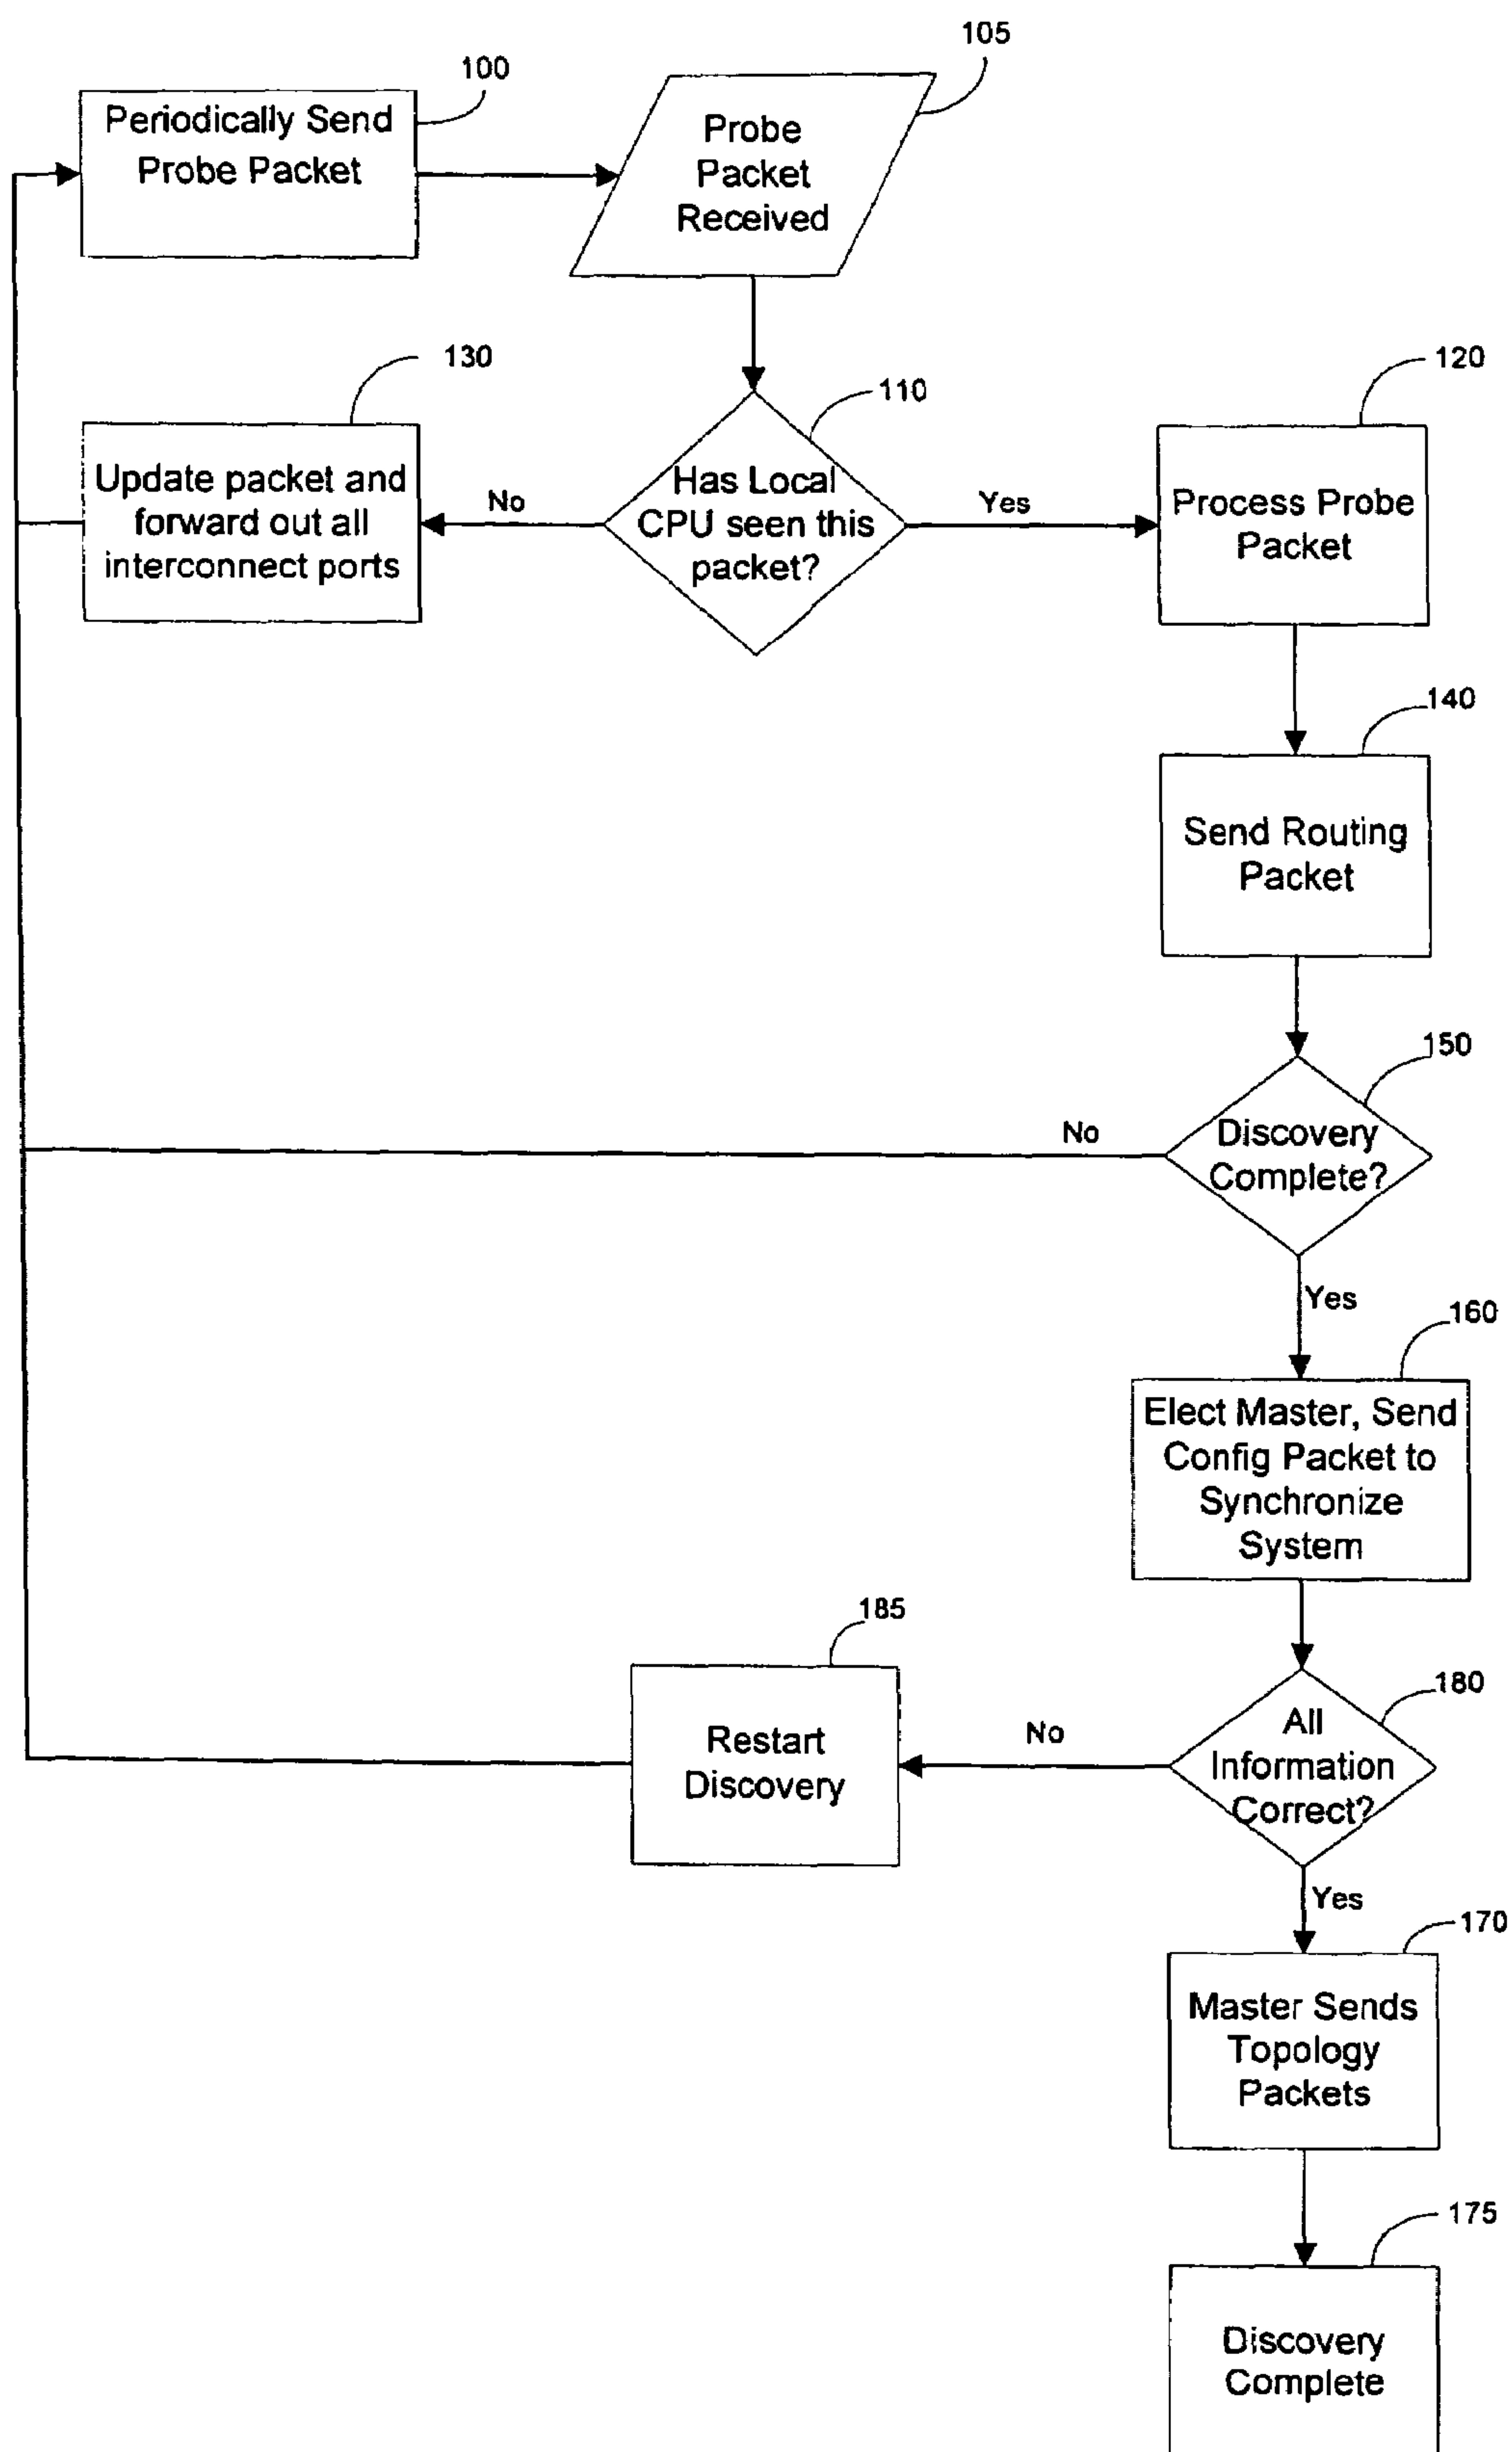 105
100
Periodically Send
Probe Packet
Probe
Packet
Received
130
110
120
Update packet and
forward out all
interconnect ports
No
Has Local
CPU seen this
packet?
Yes
Process Probe
Packet
140
Send Routing
Packet
150
No
Discovery
Complete?
Yes
160
Elect Master, Send
Config Packet to
Synchronize
System
185
180
Restart
Discovery
No
All
Information
Correct?
Yes
170
Master Sends
Topology
Packets
175
Discovery
Complete